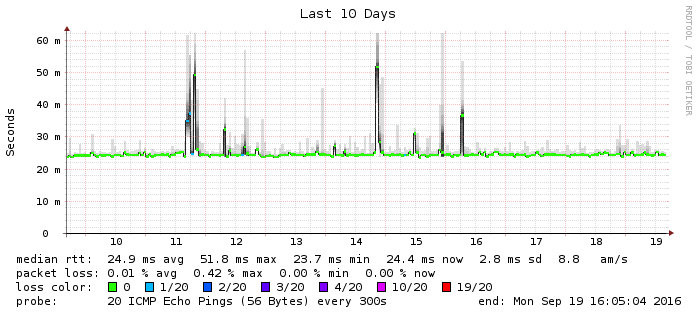 Last 10 Days
RRDTOOL / TOBI OETIKER
Seconds
60 m
50 m
40 m
30 m
20 m
10 m
0
10 11 12 13 14 15 16 17 18 19
median rtt: 24.9 ms avg 51.8 ms max 23.7 ms min 24.4 ms now 2.8 ms sd 8.8 am/s
packet loss: 0.01 % avg 0.42 % max 0.00 % min 0.00 % now
loss color: 0 1/20 2/20 3/20 4/20 10/20 19/20
probe: 20 ICMP Echo Pings (56 Bytes) every 300s end: Mon Sep 19 16:05:04 2016